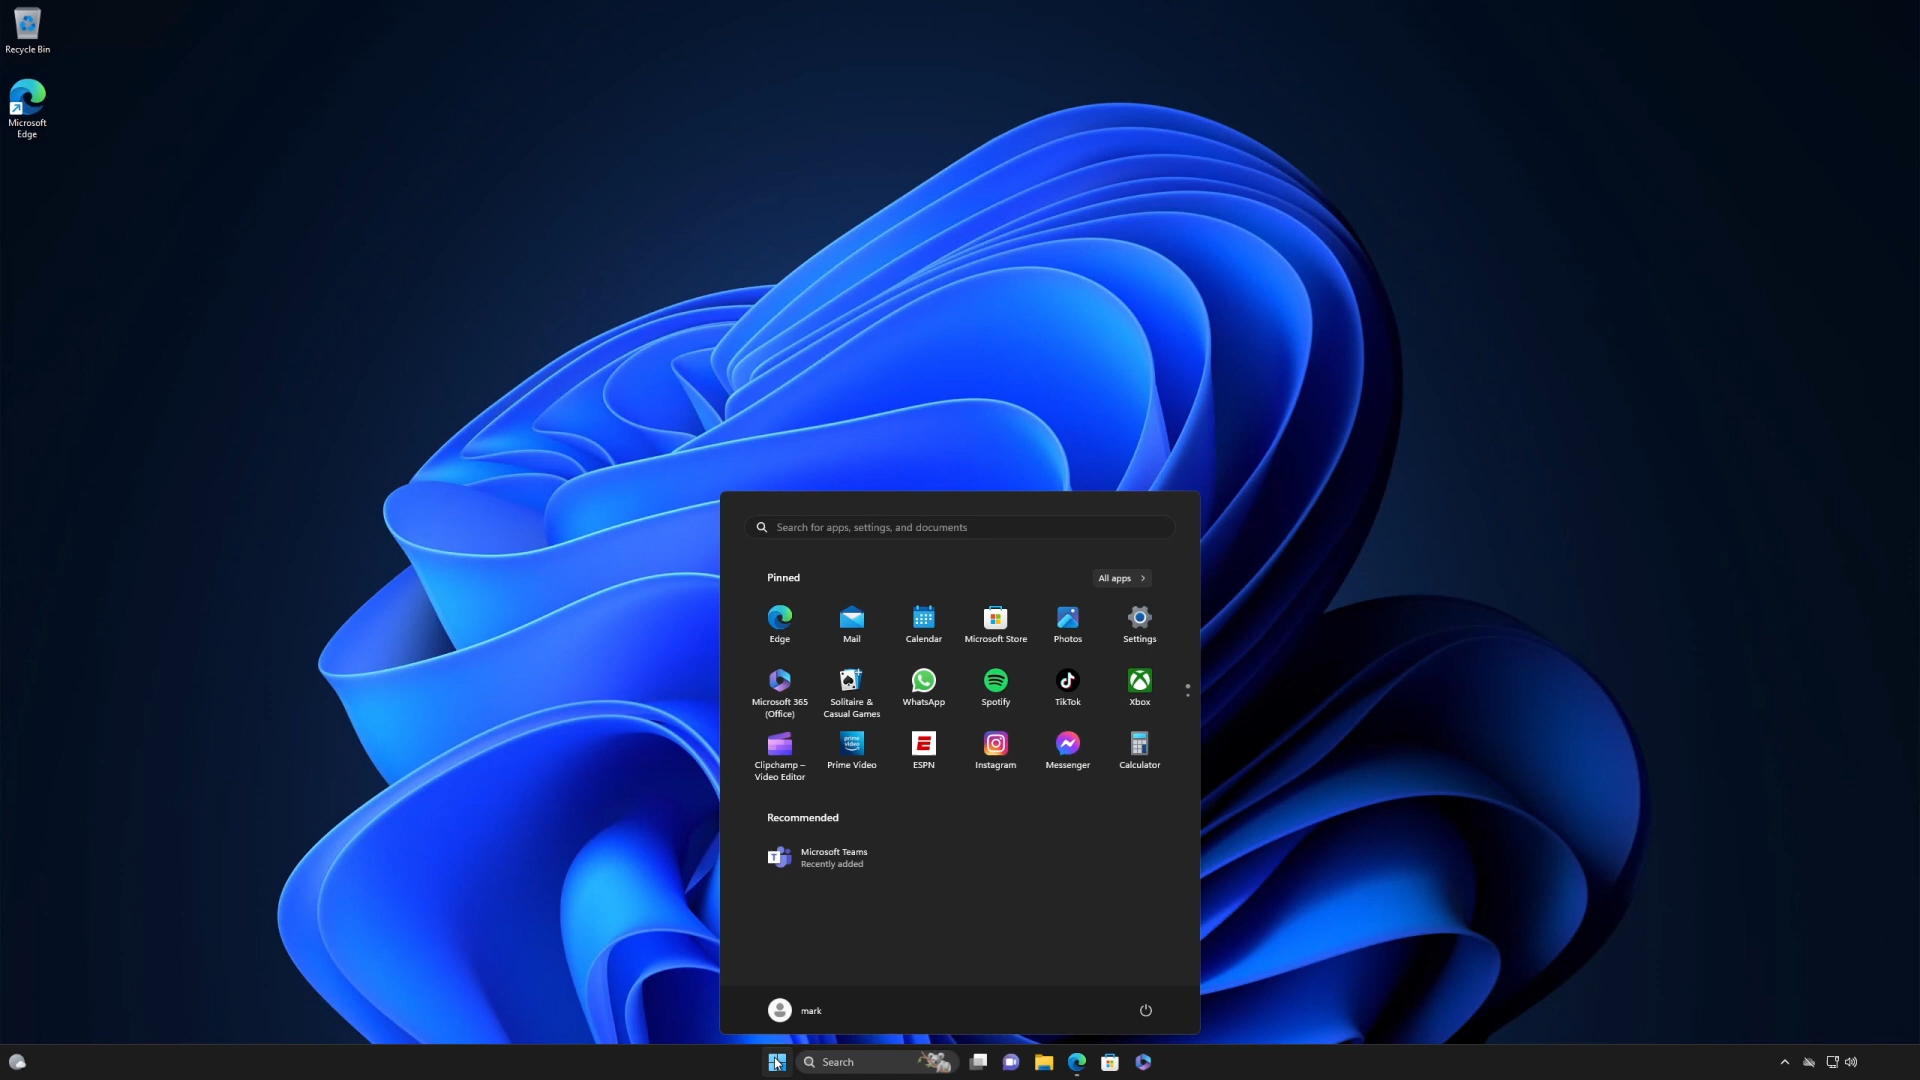 Recycle Bin
Microsoft
Edge
Search for apps, settings, and documents
Pinned
All apps
Edge
Mail
Calendar
Microsoft Store
Photos
Settings
Microsoft 365
(Office)
Solitaire &
Casual Games
WhatsApp
Spotify
TikTok
Xbox
prime
video
Clipchamp –
Video Editor
Prime Video
ESPN
Instagram
Messenger
Calculator
Recommended
T
Microsoft Teams
Recently added
mark
Search